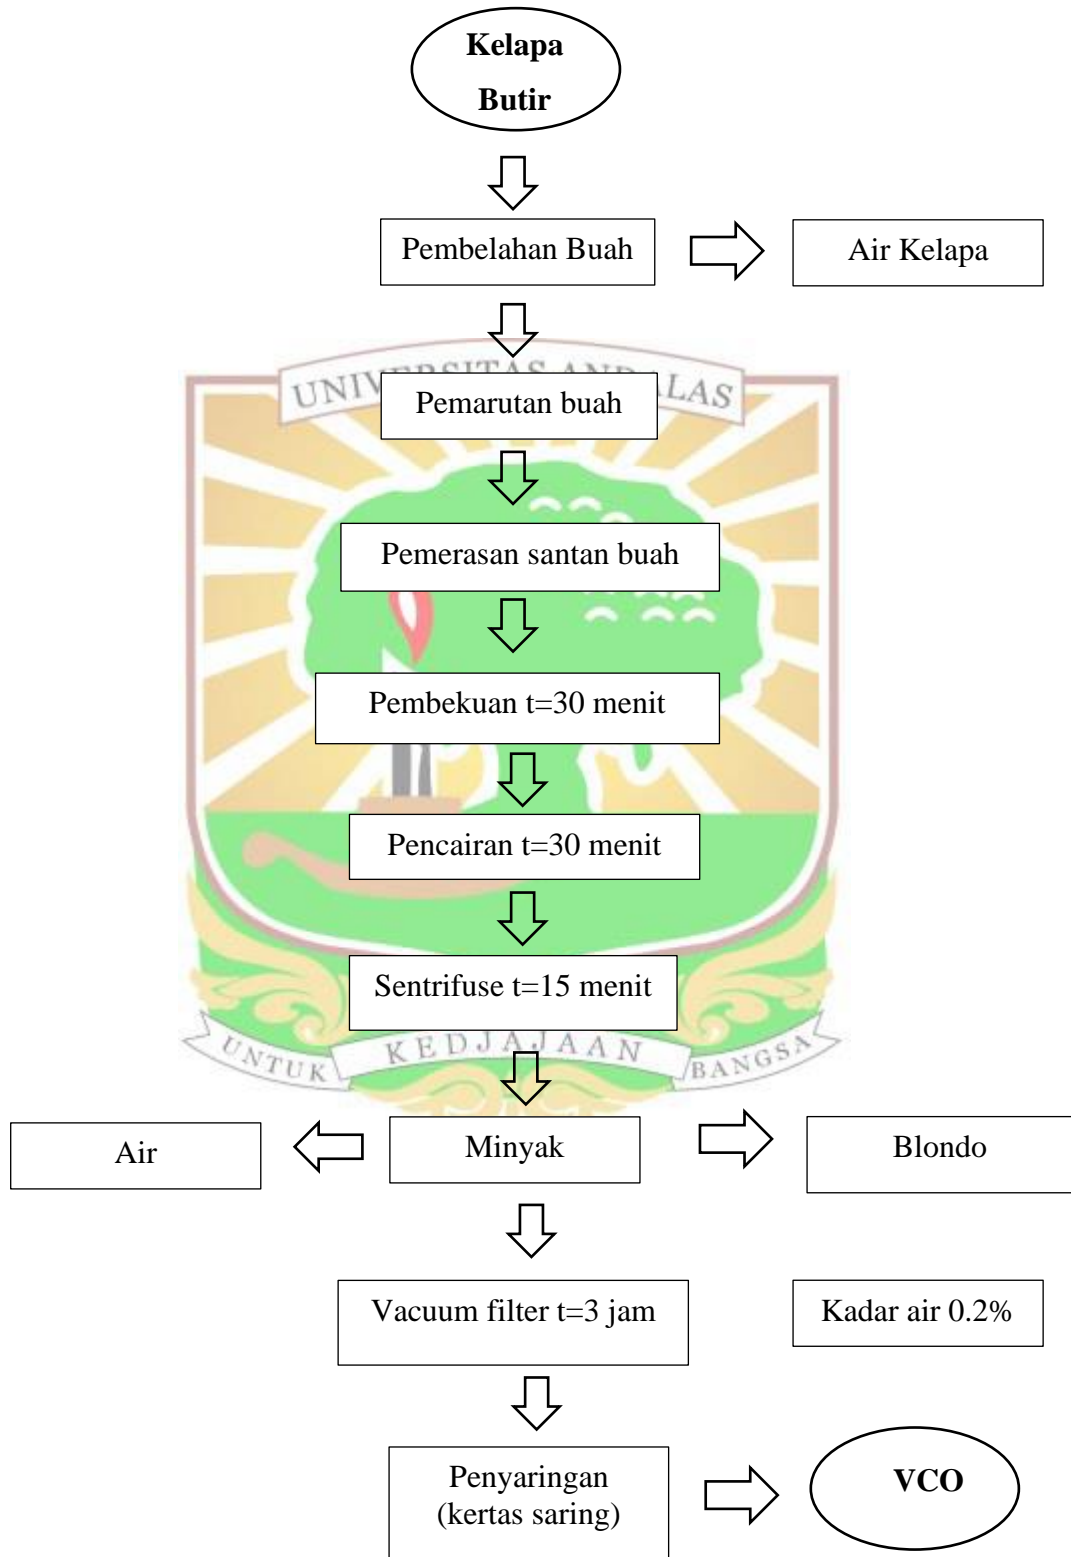 Kelapa
Butir
Pembelahan Buah
Air Kelapa
UNIVERSITAS ANDALAS
Pemarutan buah
Pemerasan santan buah
Pembekuan t=30 menit
Pencairan t=30 menit
Sentrifuse t=15 menit
UNTUK KEDJAJAAN BANGSA
Air
Minyak
Blondo
Vacuum filter t=3 jam
Kadar air 0.2%
Penyaringan
(kertas saring)
VCO